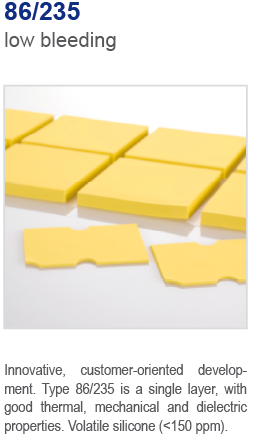 86/235
low bleeding
Innovative, customer-oriented develop-
ment. Type 86/235 is a single layer, with
good thermal, mechanical and dielectric
properties. Volatile silicone (<150 ppm).